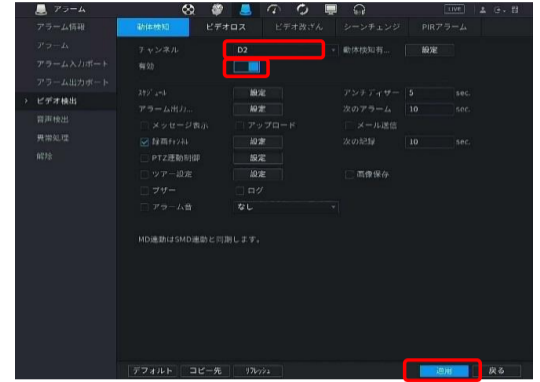 アラーム
LIVE
アラーム情報
動体検知 ビデオロス ビデオ改ざん シーンチェンジ PIRアラーム
アラーム
チャンネル D2 動体検知有... 設定
アラーム入力ポート
有効
アラーム出力ポート
ビデオ検出
スケジュール 設定 アンチディザー 5 sec.
音声検出
アラーム出力... 設定 次のアラーム 10 sec.
メッセージ表示 アップロード メール送信
異常処理
録画チャンネル 設定 次の記録 10 sec.
解除
PTZ連動制御 設定
ツアー設定 設定 画像保存
ブザー ログ
アラーム音 なし
MD連動はSMD連動と同期します。
デフォルト コピー先 リフレッシュ 適用 戻る